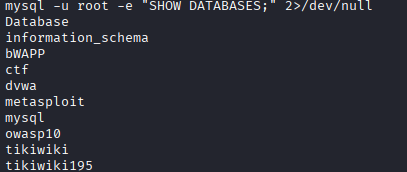 mysql -u root -e "SHOW DATABASES;" 2>/dev/null
Database
information_schema
bWAPP
ctf
dvwa
metasploit
mysql
owasp10
tikiwiki
tikiwiki195